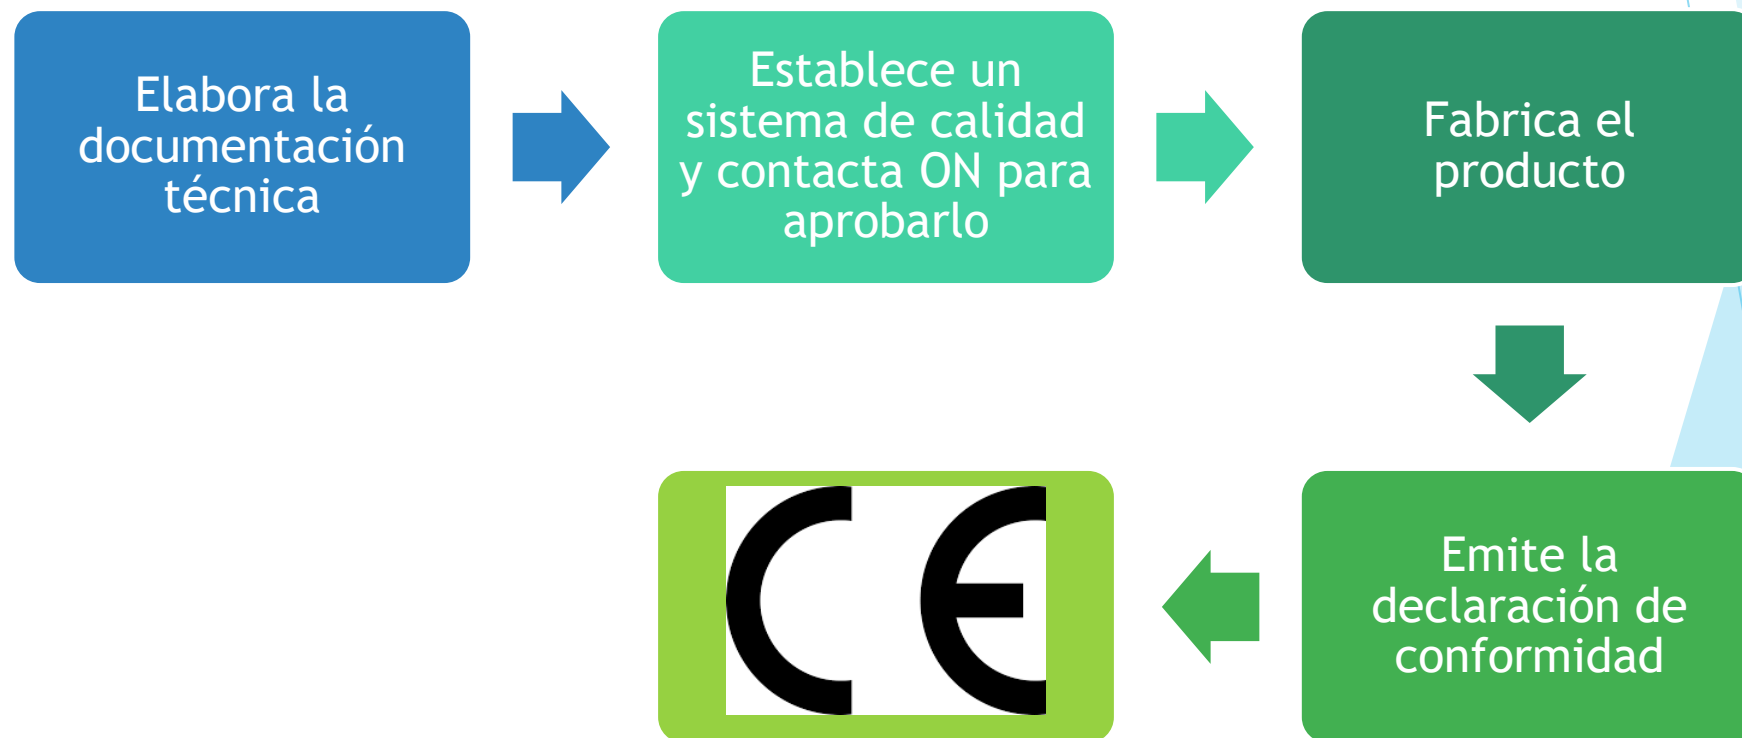 Elabora la
documentación
técnica
Establece un
sistema de calidad
y contacta ON para
aprobarlo
Fabrica el
producto
Emite la
declaración de
conformidad
CE